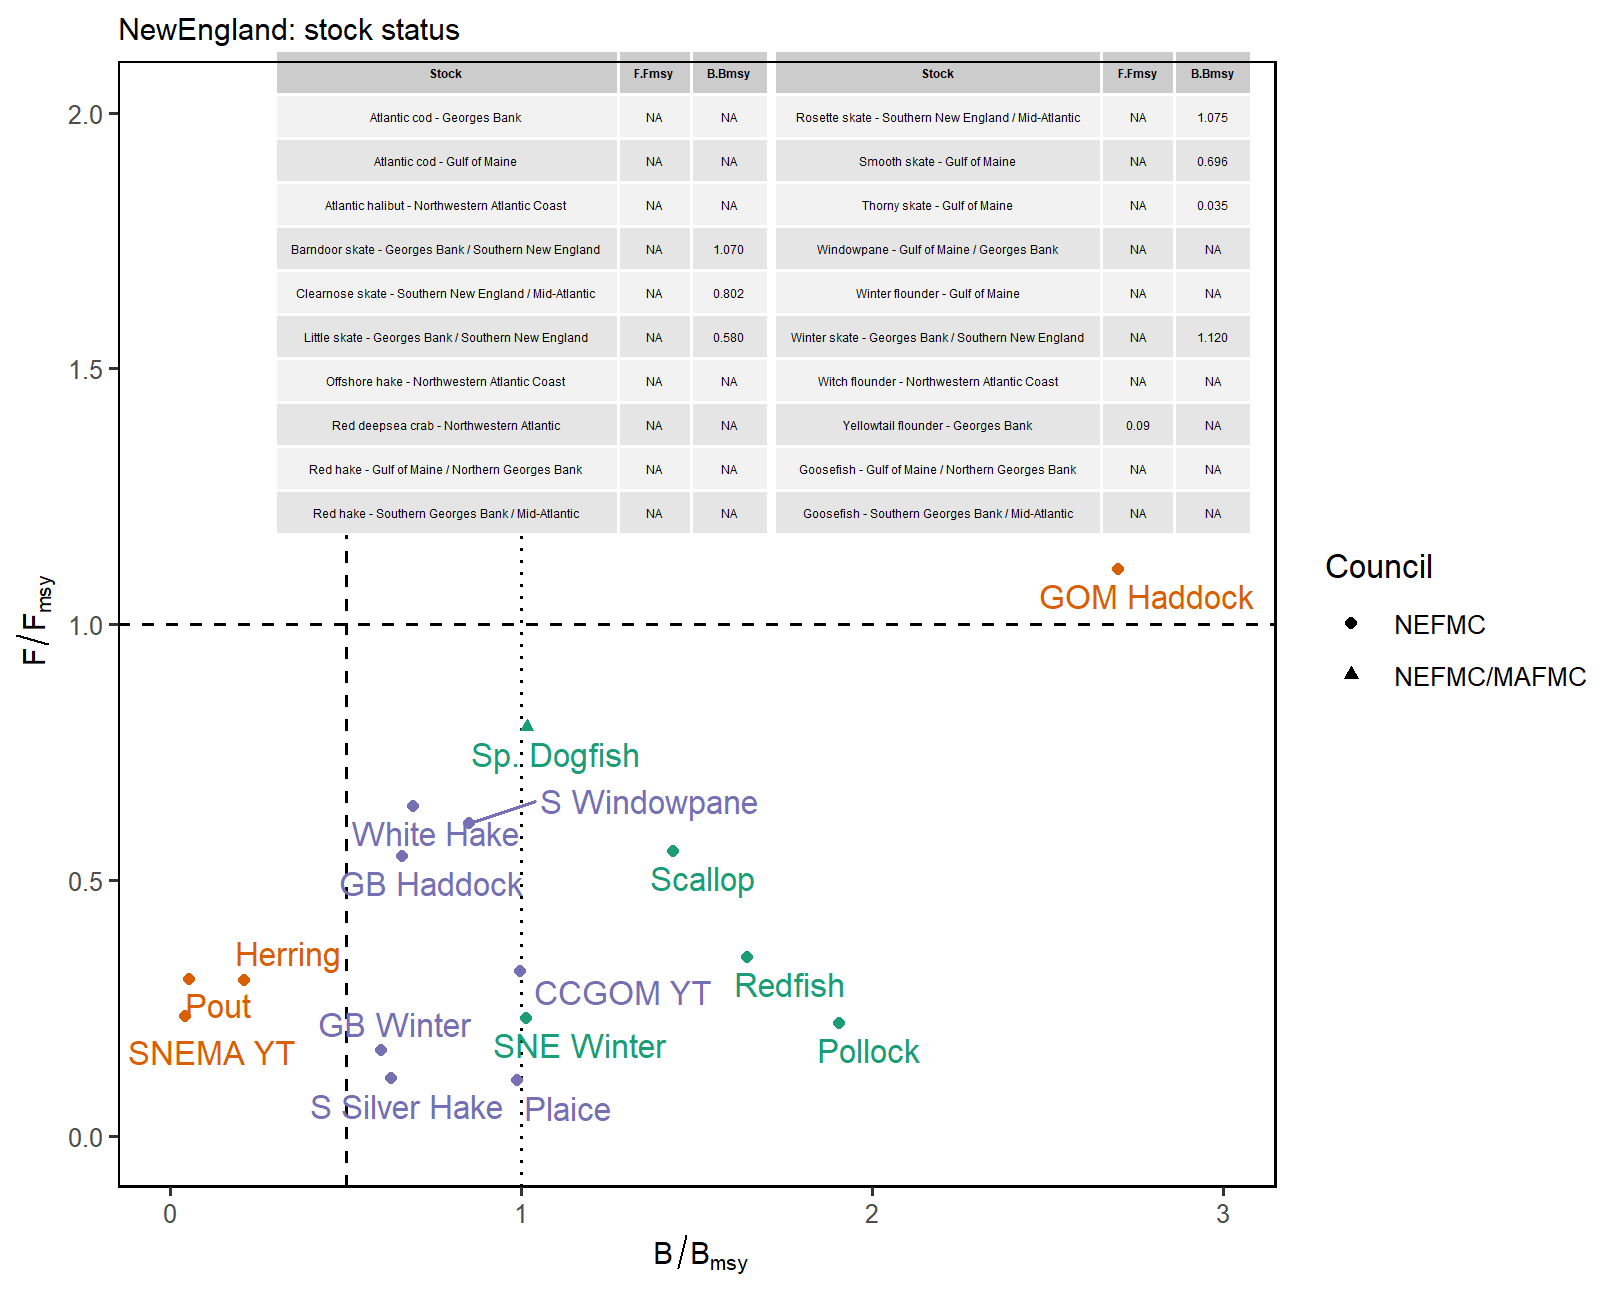 NewEngland: stock status
Stock F.Fmsy B.Bmsy Stock F.Fmsy B.Bmsy
Atlantic cod - Georges Bank NA NA Rosette skate - Southern New England / Mid-Atlantic NA 1.075
Atlantic cod - Gulf of Maine NA NA Smooth skate - Gulf of Maine NA 0.696
Atlantic halibut - Northwestern Atlantic Coast NA NA Thorny skate - Gulf of Maine NA 0.035
Barndoor skate - Georges Bank / Southern New England NA 1.070 Windowpane - Gulf of Maine / Georges Bank NA NA
Clearnose skate - Southern New England / Mid-Atlantic NA 0.802 Winter flounder - Gulf of Maine NA NA
Little skate - Georges Bank / Southern New England NA 0.580 Winter skate - Georges Bank / Southern New England NA 1.120
Offshore hake - Northwestern Atlantic Coast NA NA Witch flounder - Northwestern Atlantic Coast NA NA
Red deepsea crab - Northwestern Atlantic NA NA Yellowtail flounder - Georges Bank 0.09 NA
Red hake - Gulf of Maine / Northern Georges Bank NA NA Goosefish - Gulf of Maine / Northern Georges Bank NA NA
Red hake - Southern Georges Bank / Mid-Atlantic NA NA Goosefish - Southern Georges Bank / Mid-Atlantic NA NA
2.0
1.5
1.0
0.5
0.0
F/Fmsy
GOM Haddock
Sp. Dogfish
S Windowpane
White Hake
Scallop
GB Haddock
Herring
Redfish
CCGOM YT
Pout
GB Winter
SNE Winter
Pollock
SNEMA YT
S Silver Hake
Plaice
0 1 2 3
B/Bmsy
Council
NEFMC
NEFMC/MAFMC